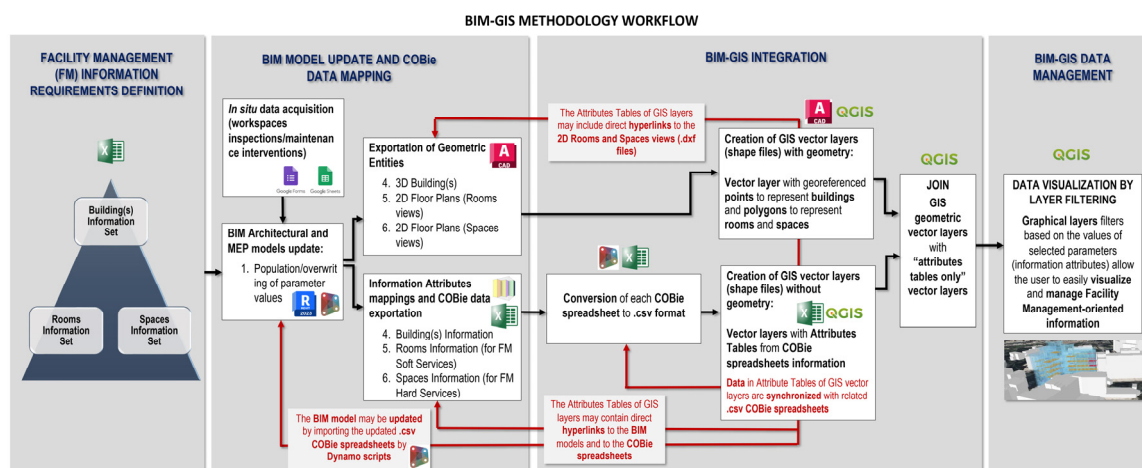 BIM-GIS METHODOLOGY WORKFLOW
FACILITY MANAGEMENT
(FM) INFORMATION
REQUIREMENTS DEFINITION
Building(s)
Information
Set
Rooms
Information
Set
Spaces
Information
Set
BIM MODEL UPDATE AND COBie
DATA MAPPING
In situ data acquisition
(workspaces
inspections/maintenan
ce interventions)
Google Forms
Google Sheets
BIM Architectural and
MEP models update:
1. Population/overwrit
ing of parameter
values
R
Exportation of Geometric
Entities
A
CAD
4. 3D Building(s)
5. 2D Floor Plans (Rooms
views)
6. 2D Floor Plans (Spaces
views)
Information Attributes
mappings and COBie data
exportation
4. Building(s) Information
5. Rooms Information (for FM
Soft Services)
6. Spaces Information (for FM
Hard Services)
The BIM model may be updated
by importing the updated .csv
COBie spreadsheets by
Dynamo scripts
BIM-GIS INTEGRATION
The Attributes Tables of GIS layers
may include direct hyperlinks to the
2D Rooms and Spaces views (.dxf
files)
A
CAD
QGIS
Creation of GIS vector layers
(shape files) with geometry:
Vector layer with georeferenced
points to represent buildings
and polygons to represent
rooms and spaces
Conversion of each COBie
spreadsheet to .csv format
Creation of GIS vector layers
(shape files) without
geometry:
QGIS
Vector layers with Attributes
Tables from COBie
spreadsheets information
Data in Attribute Tables of GIS vector
layers are synchronized with related
.csv COBie spreadsheets
The Attributes Tables of GIS
layers may contain direct
hyperlinks to the BIM
models and to the COBie
spreadsheets
QGIS
JOIN
GIS
geometric
vector layers
with
“attributes
tables only”
vector layers
BIM-GIS DATA
MANAGEMENT
QGIS
DATA VISUALIZATION BY
LAYER FILTERING
Graphical layers filters
based on the values of
selected parameters
(information attributes) allow
the user to easily visualize
and manage Facility
Management-oriented
information